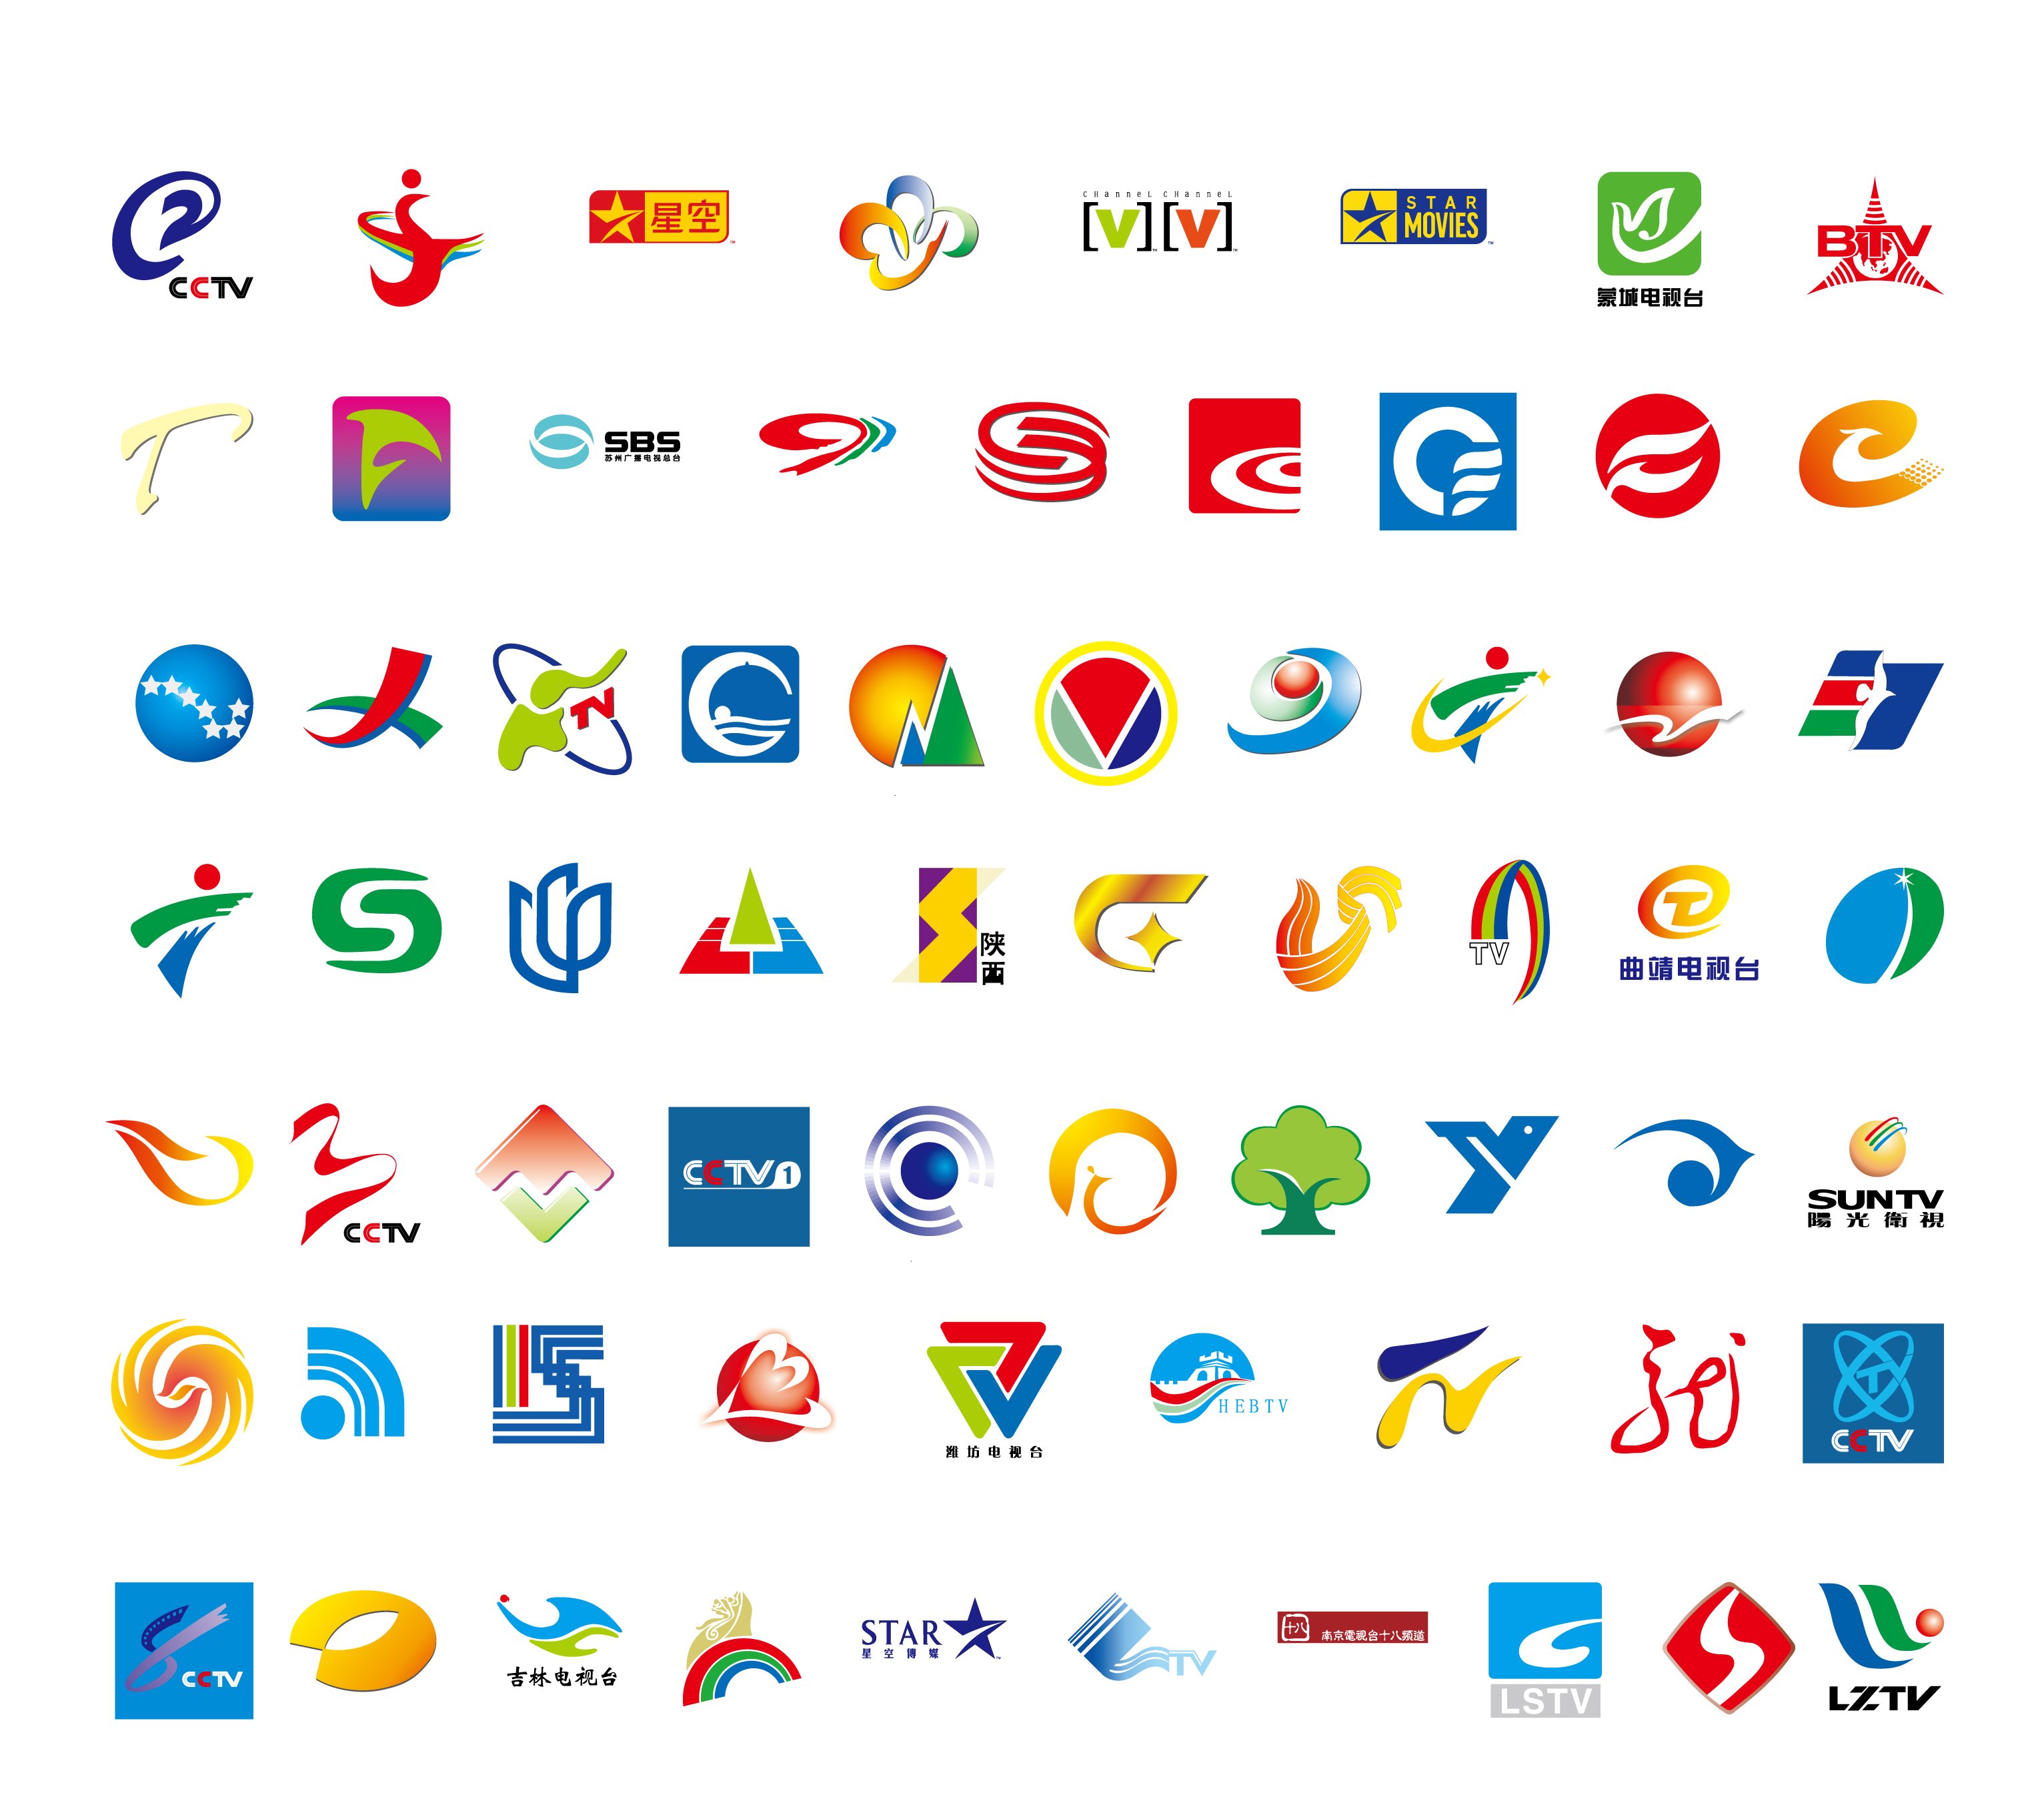 CCTV
星空
CHanneL CHanneL
[V] [V]
STAR
MOVIES
蒙城电视台
BTV
SBS
苏州广播电视总台
TV
陕
西
TV
曲靖电视台
CCTV
CCTV1
SUNTV
陽光衛視
潍坊电视台
HEBTV
CCTV
CCTV
吉林电视台
STAR
星空傳媒
TV
十八
南京電視台十八頻道
LSTV
LZTV